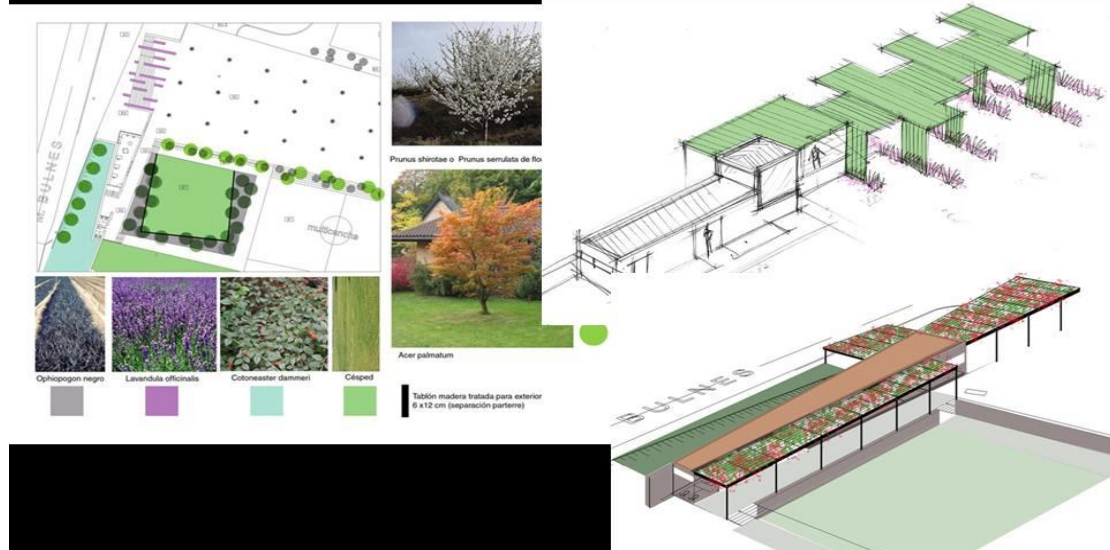 BULNES
multicancha
Prunus shirotae o Prunus serrulata de flo
Acer palmatum
Ophiopogon negro
Lavandula officinalis
Cotoneaster dammeri
Césped
Tablón madera tratada para exterior
6 x12 cm (separación parterre)
BULNES